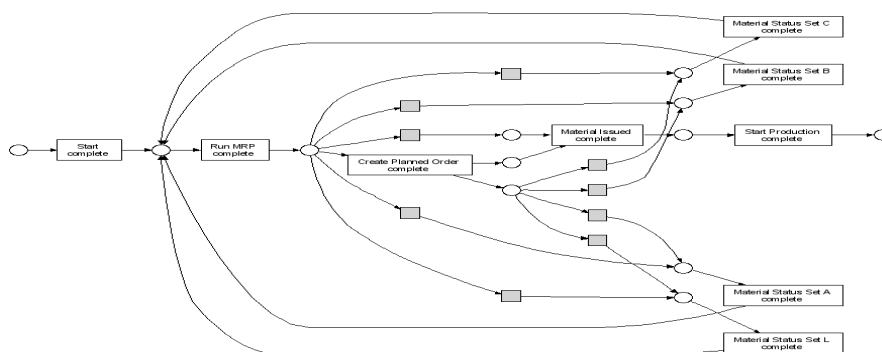 Material Status Set C
complete
Material Status Set B
complete
Start
complete
Run MRP
complete
Material Issued
complete
Start Production
complete
Create Planned Order
complete
Material Status Set A
complete
Material Status Set L
complete